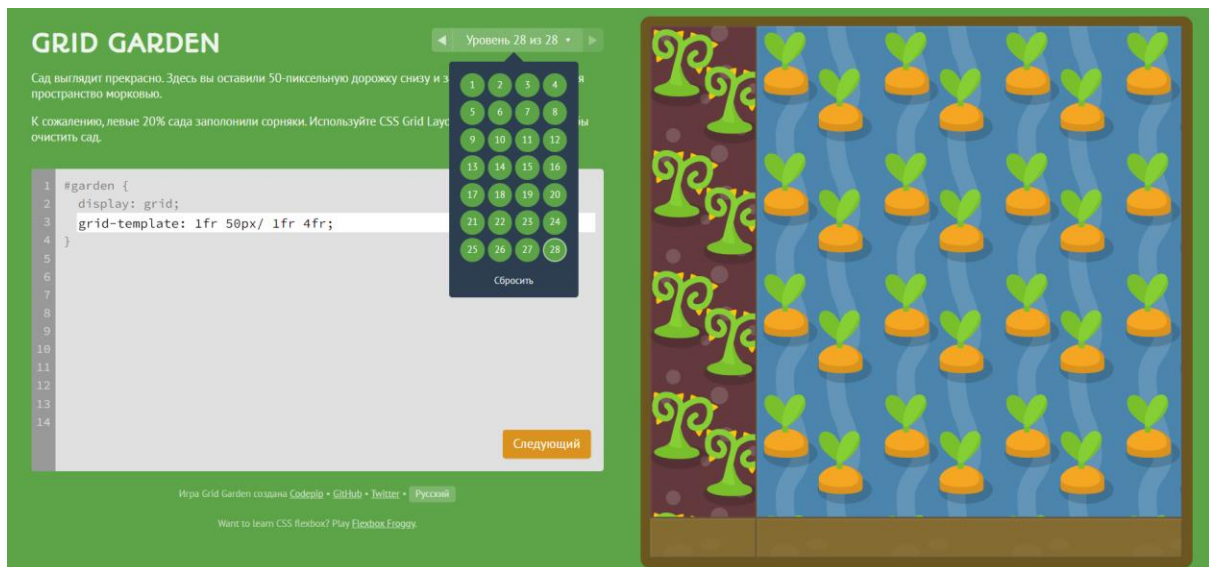 GRID GARDEN
◄ Уровень 28 из 28 ▾ ►
Сад выглядит прекрасно. Здесь вы оставили 50-пиксельную дорожку снизу и з
пространство морковью.
К сожалению, левые 20% сада заполонили сорняки. Используйте CSS Grid Layo
очистить сад.
1 2 3 4
5 6 7 8
9 10 11 12
13 14 15 16
17 18 19 20
21 22 23 24
25 26 27 28
Сбросить
1 #garden {
2 display: grid;
3 grid-template: 1fr 50px/ 1fr 4fr;
4 }
5
6
7
8
9
10
11
12
13
14
Следующий
Игра Grid Garden создана Codepip • GitHub • Twitter • Русский
Want to learn CSS flexbox? Play Flexbox Froggy.